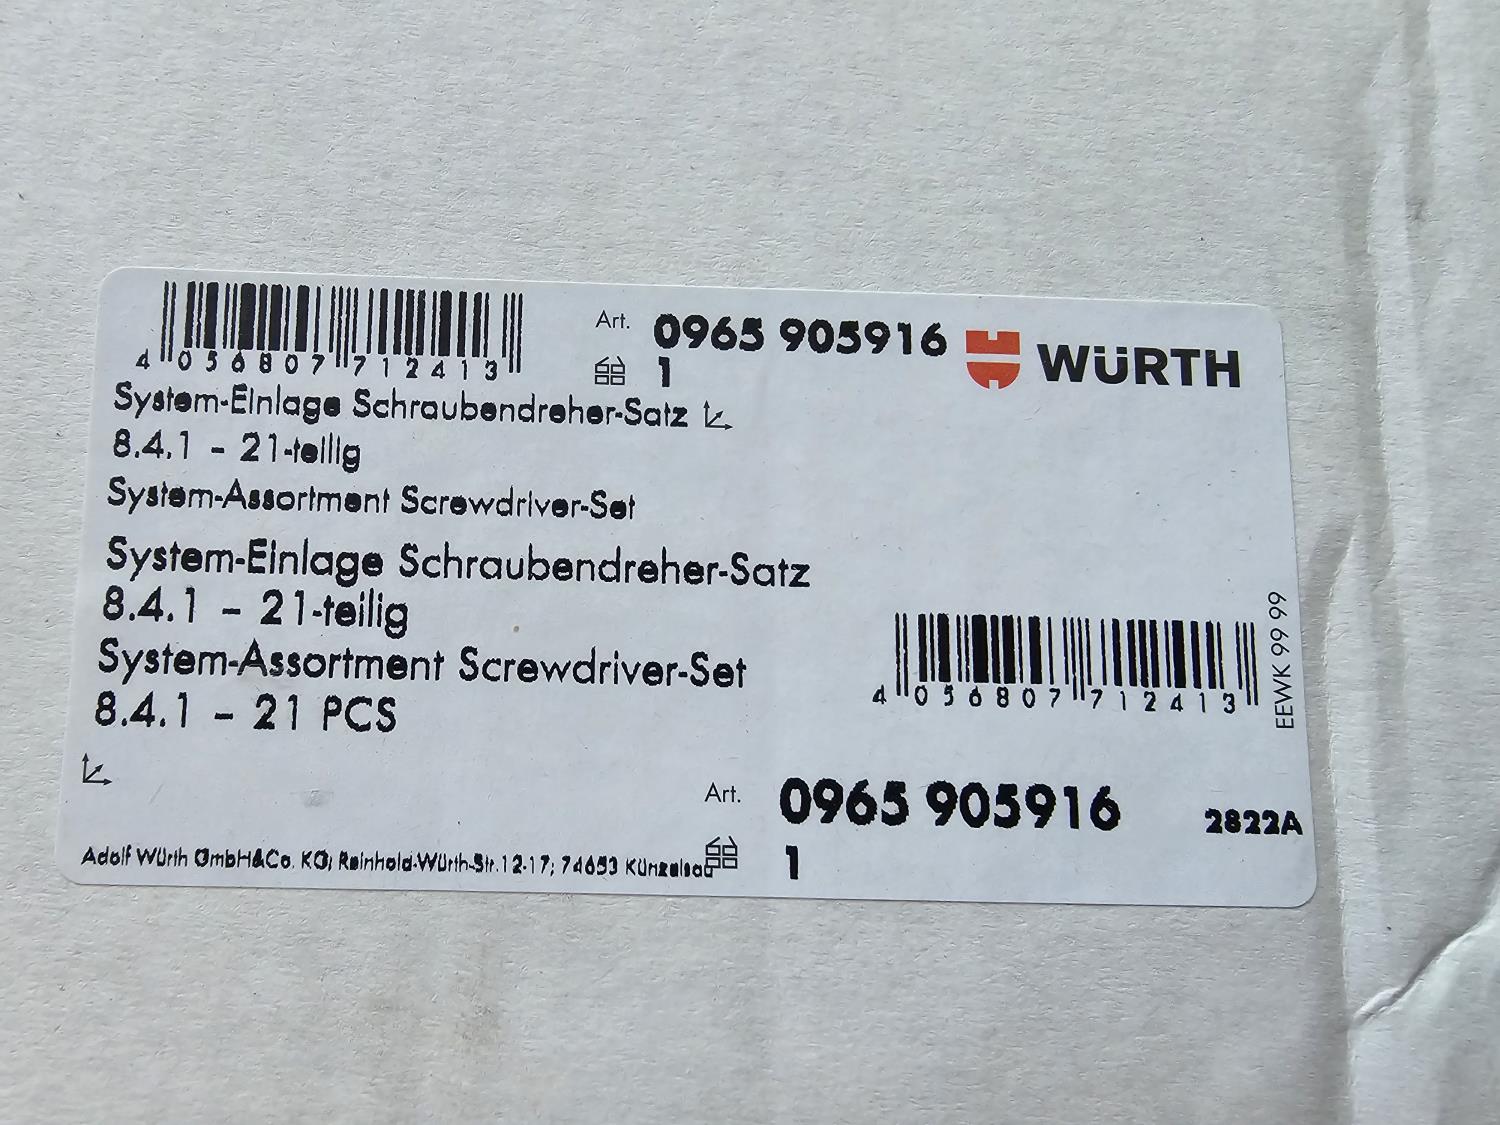 4 056807 712413
Art. 0965 905916
1
WÜRTH
System-Einlage Schraubendreher-Satz
8.4.1 - 21-teilig
System-Assortment Screwdriver-Set
System-Einlage Schraubendreher-Satz
8.4.1 - 21-teilig
System-Assortment Screwdriver-Set
8.4.1 - 21 PCS
4 056807 712413
EEWK 99 99
Art. 0965 905916
2822A
1
Adolf Würth GmbH&Co. KG; Reinhold-Würth-Str.12-17; 74653 Künzelsau